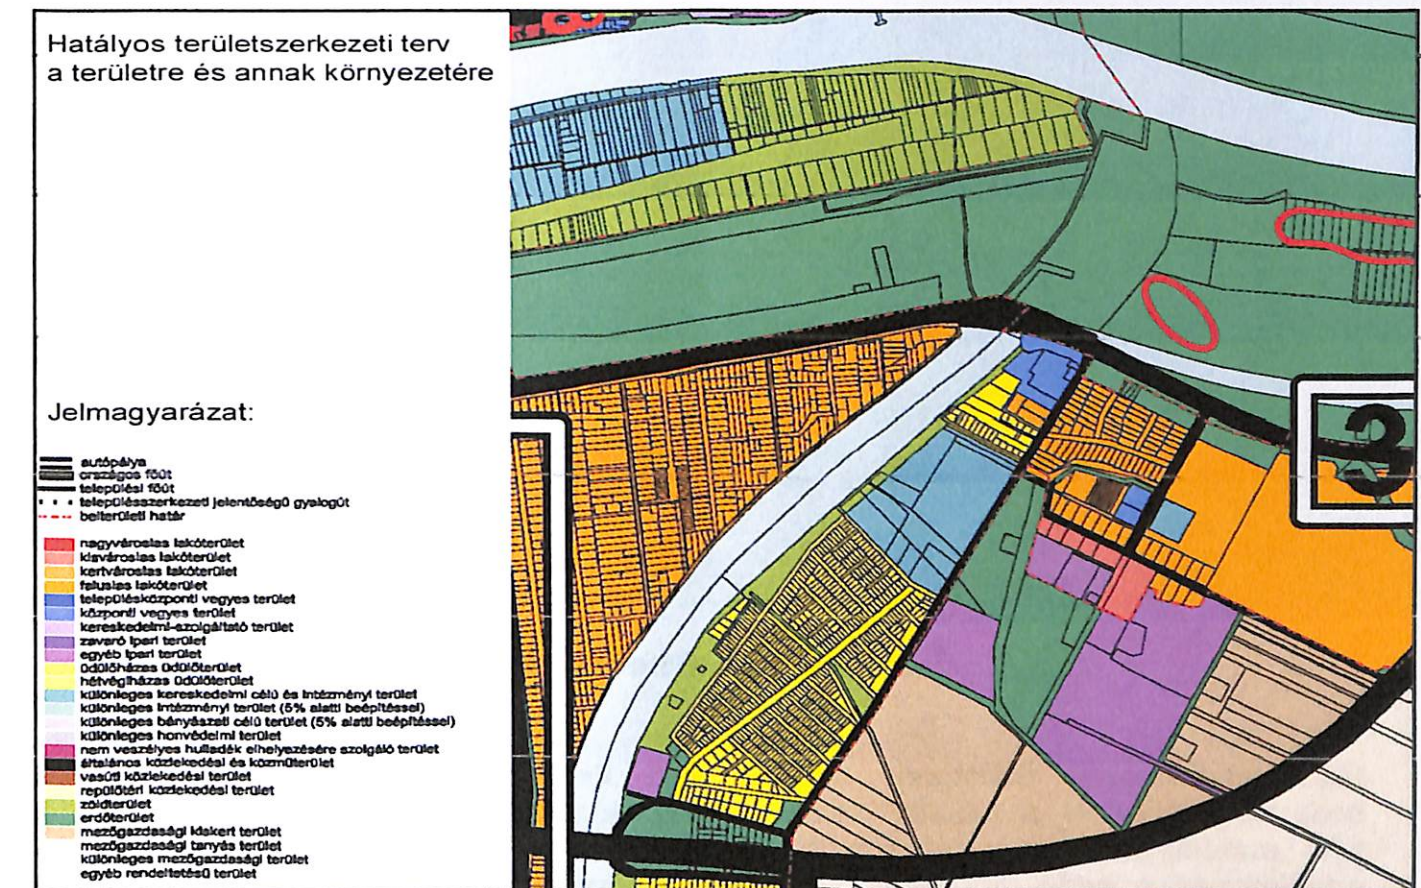 Hatályos területszerkezeti terv
a területre és annak környezetére
Jelmagyarázat:
autópálya
országos főút
települési főút
településszerkezeti jelentőségű gyalogút
belterületi határ
nagyvárosias lakóterület
kisvárosias lakóterület
kertvárosias lakóterület
falusias lakóterület
településközponti vegyes terület
központi vegyes terület
kereskedelmi-szolgáltató terület
zavaró ipari terület
egyéb ipari terület
üdülőházas üdülőterület
hétvégiházas üdülőterület
különleges kereskedelmi célú és intézményi terület
különleges intézményi terület (5% alatti beépítéssel)
különleges bányászati célú terület (5% alatti beépítéssel)
különleges honvédelmi terület
nem veszélyes hulladék elhelyezésére szolgáló terület
általános közlekedési és közműterület
vasúti közlekedési terület
repülőtéri közlekedési terület
zöldterület
erdőterület
mezőgazdasági kiskert terület
mezőgazdasági tanyás terület
különleges mezőgazdasági terület
egyéb rendeltetésű terület
3